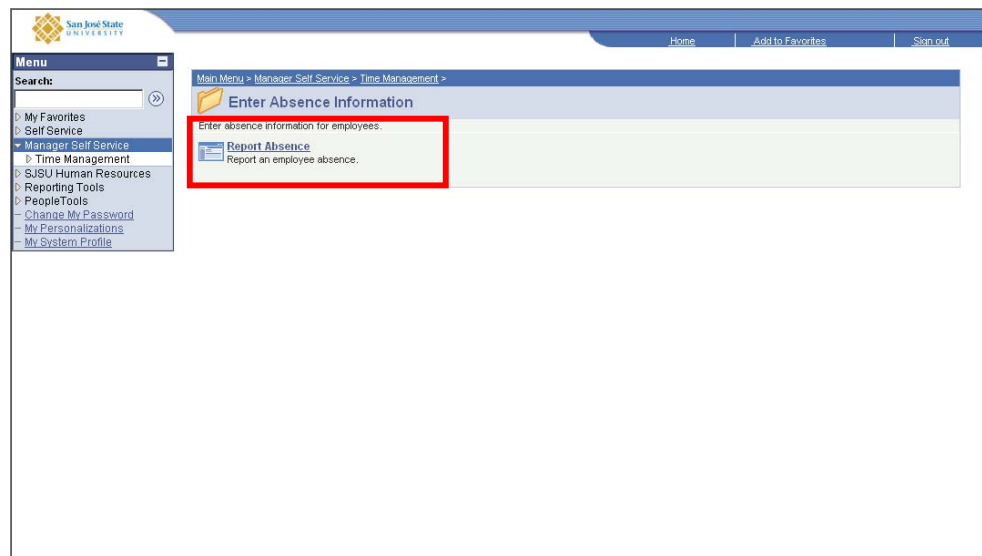 San José State
UNIVERSITY
Home Add to Favorites Sign out
Menu
Search:
My Favorites
Self Service
Manager Self Service
Time Management
SJSU Human Resources
Reporting Tools
PeopleTools
Change My Password
My Personalizations
My System Profile
Main Menu > Manager Self Service > Time Management >
Enter Absence Information
Enter absence information for employees.
Report Absence
Report an employee absence.